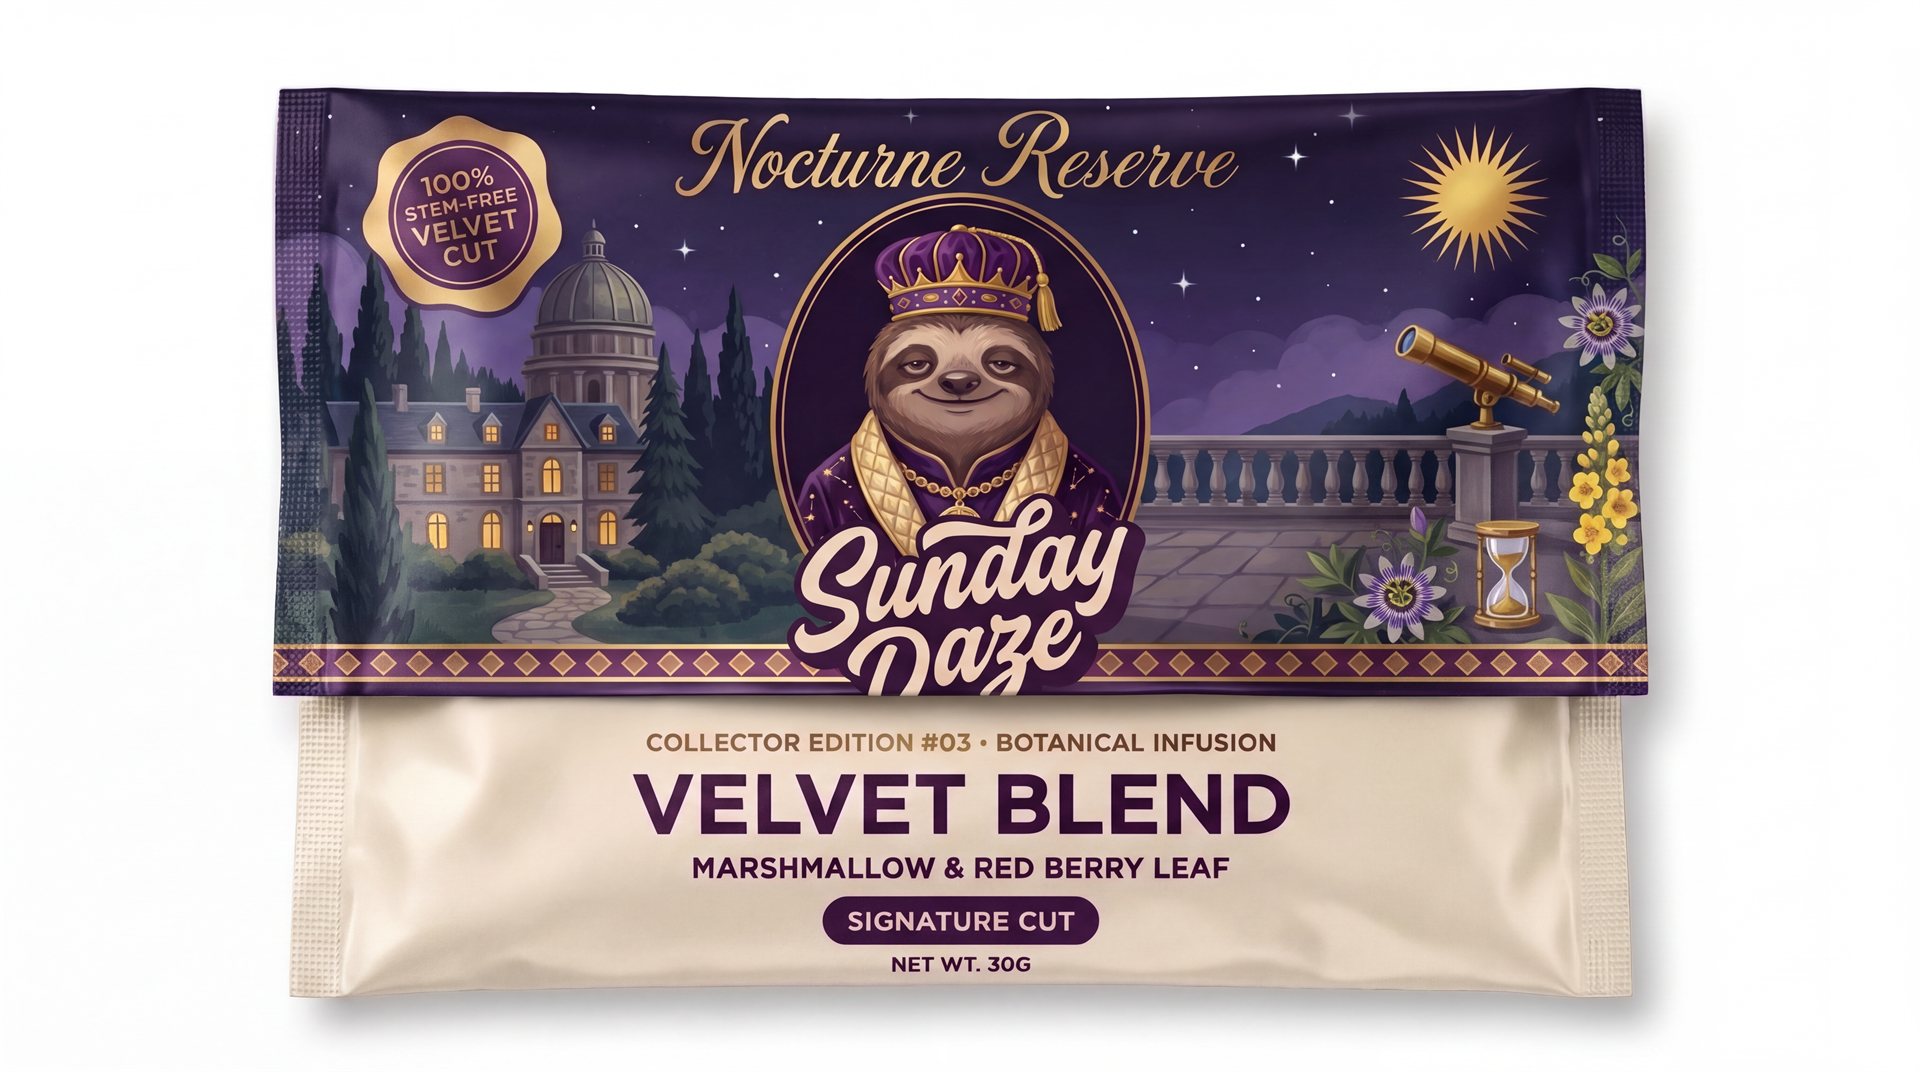 Nocturne Reserve
100%
STEM-FREE
VELVET
CUT
Sunday
Daze
COLLECTOR EDITION #03 • BOTANICAL INFUSION
VELVET BLEND
MARSHMALLOW & RED BERRY LEAF
SIGNATURE CUT
NET WT. 30G